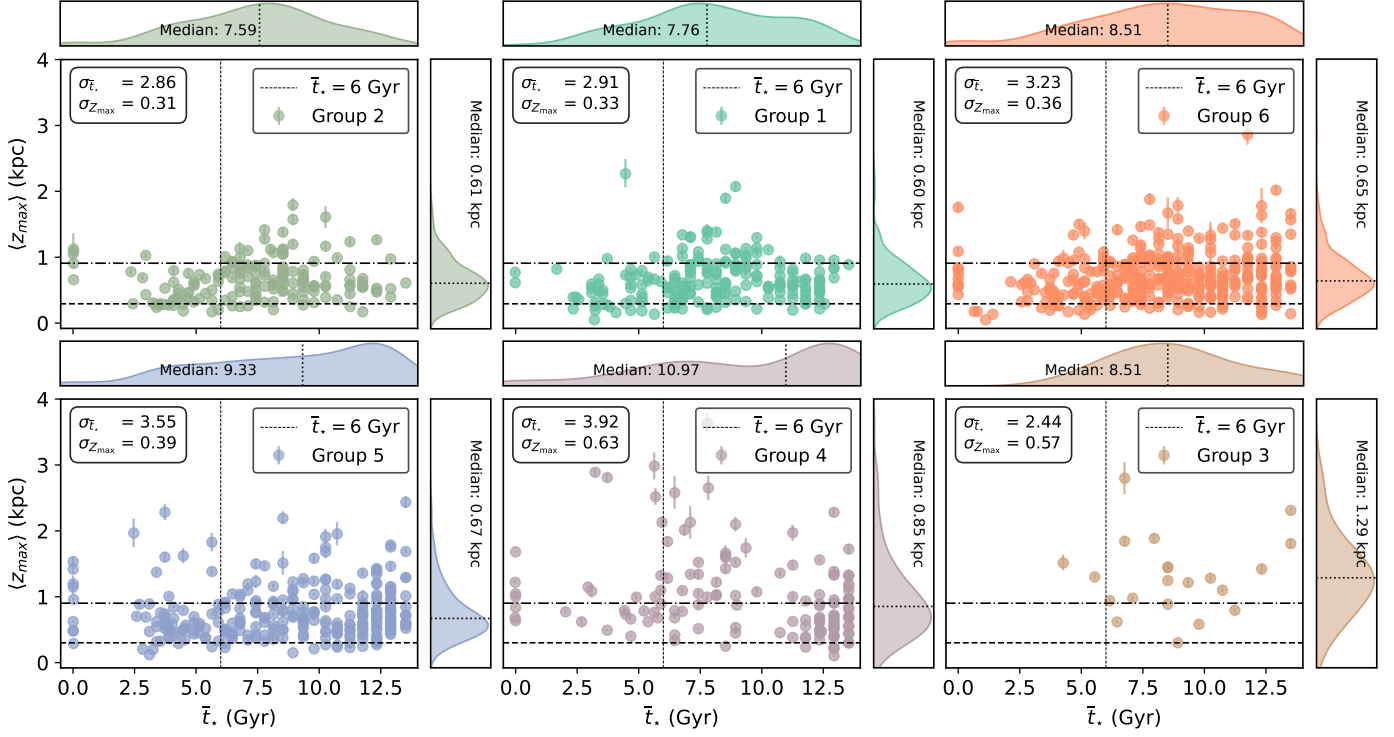 Median: 7.59
Median: 7.76
Median: 8.51
4
3
2
1
0
⟨z_max⟩ (kpc)
σ_t̄⋆ = 2.86
σ_Zmax = 0.31
t̄⋆ = 6 Gyr
Group 2
Median: 0.61 kpc
σ_t̄⋆ = 2.91
σ_Zmax = 0.33
t̄⋆ = 6 Gyr
Group 1
Median: 0.60 kpc
σ_t̄⋆ = 3.23
σ_Zmax = 0.36
t̄⋆ = 6 Gyr
Group 6
Median: 0.65 kpc
Median: 9.33
Median: 10.97
Median: 8.51
4
3
2
1
0
⟨z_max⟩ (kpc)
σ_t̄⋆ = 3.55
σ_Zmax = 0.39
t̄⋆ = 6 Gyr
Group 5
Median: 0.67 kpc
σ_t̄⋆ = 3.92
σ_Zmax = 0.63
t̄⋆ = 6 Gyr
Group 4
Median: 0.85 kpc
σ_t̄⋆ = 2.44
σ_Zmax = 0.57
t̄⋆ = 6 Gyr
Group 3
Median: 1.29 kpc
0.0 2.5 5.0 7.5 10.0 12.5
0.0 2.5 5.0 7.5 10.0 12.5
0.0 2.5 5.0 7.5 10.0 12.5
t̄⋆ (Gyr)
t̄⋆ (Gyr)
t̄⋆ (Gyr)